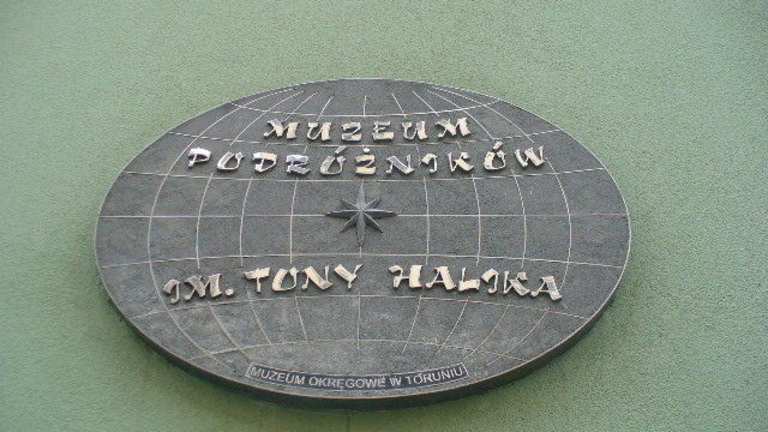 MUZEUM
PODRÓŻNIKÓW
IM. TONY HALIKA
MUZEUM OKRĘGOWE W TORUNIU